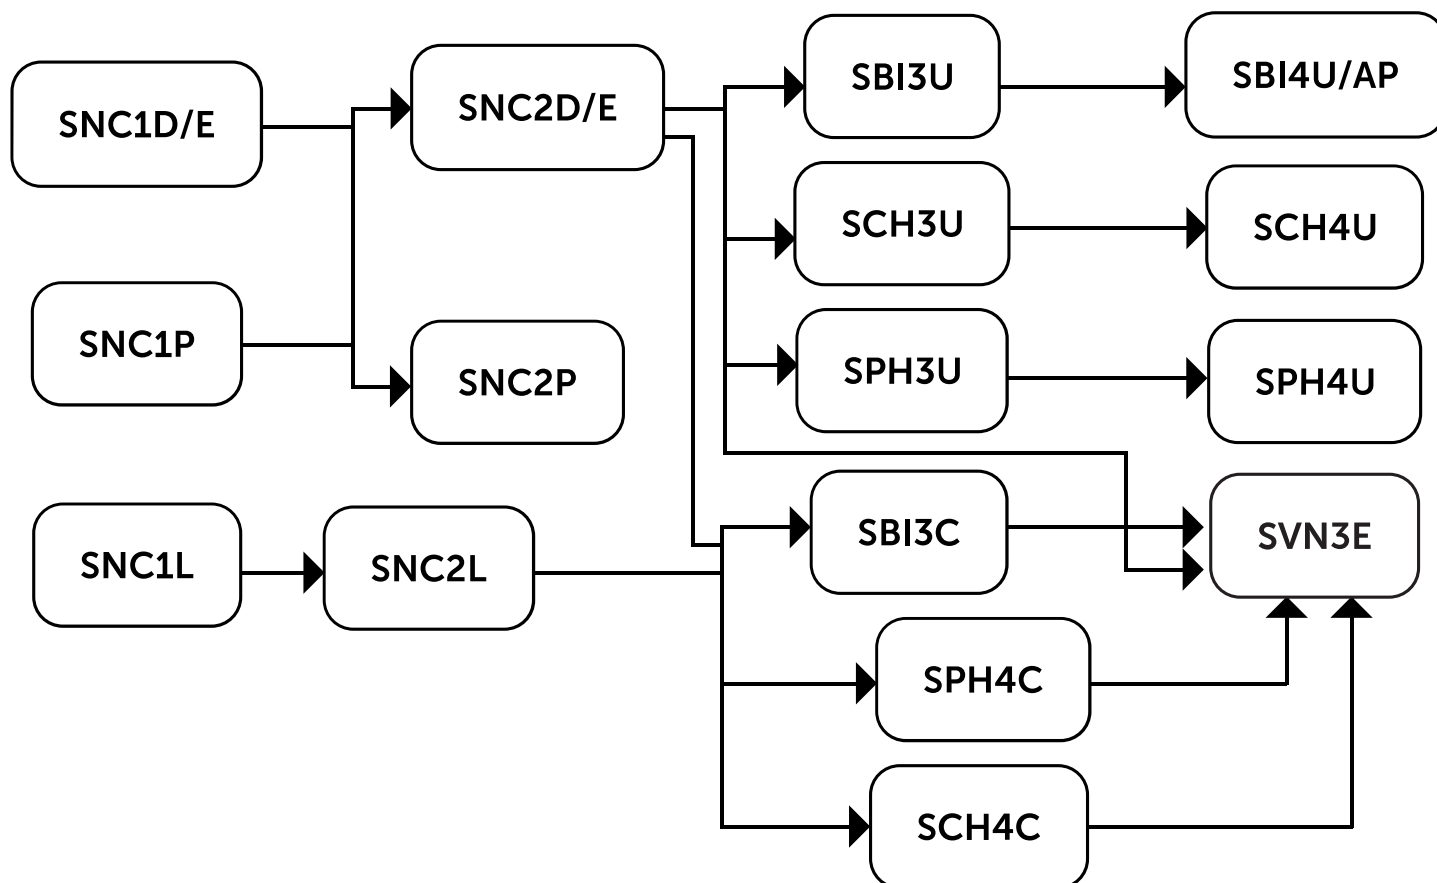 SNC1D/E
SNC2D/E
SBI3U
SBI4U/AP
SCH3U
SCH4U
SNC1P
SNC2P
SPH3U
SPH4U
SNC1L
SNC2L
SBI3C
SVN3E
SPH4C
SCH4C